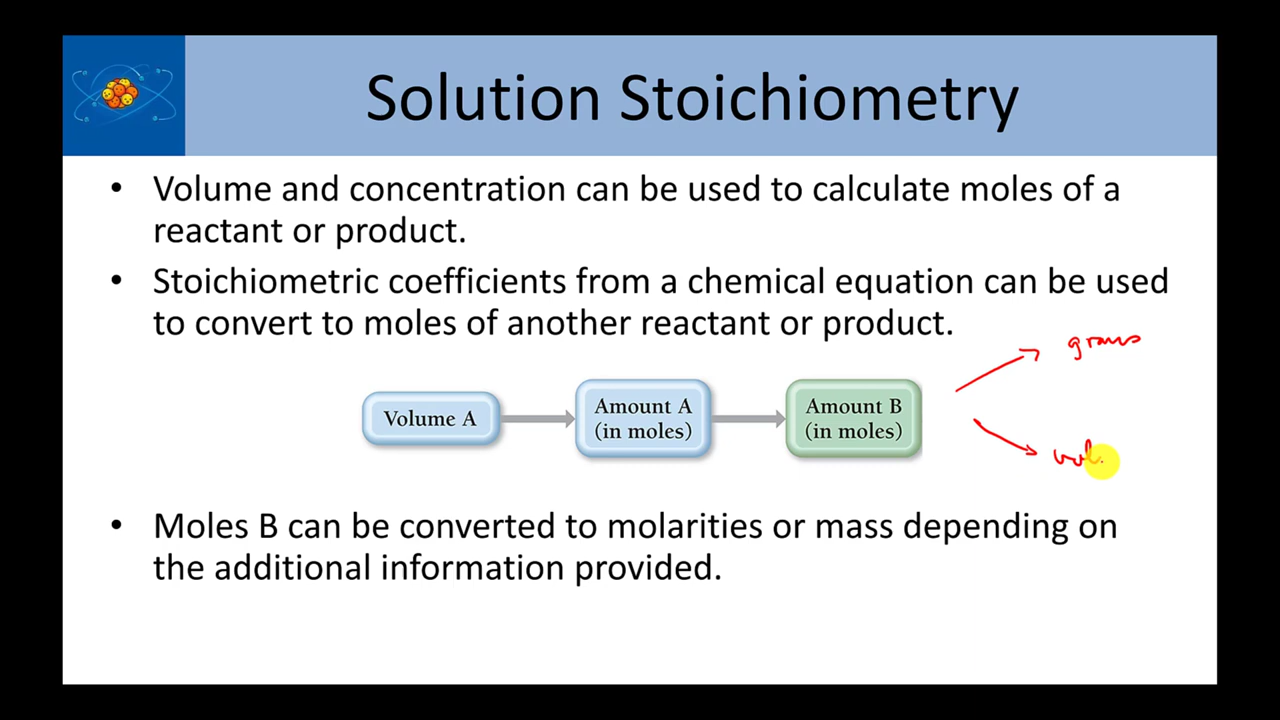 Solution Stoichiometry
• Volume and concentration can be used to calculate moles of a
reactant or product.
• Stoichiometric coefficients from a chemical equation can be used
to convert to moles of another reactant or product.
grams
Volume A
Amount A
(in moles)
Amount B
(in moles)
vol.
• Moles B can be converted to molarities or mass depending on
the additional information provided.